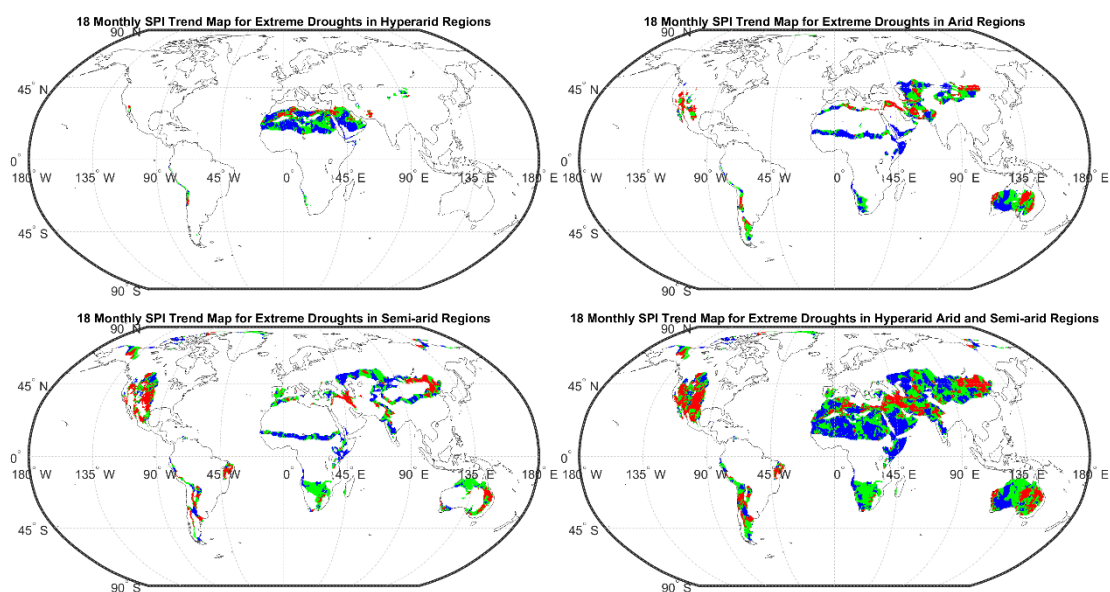 18 Monthly SPI Trend Map for Extreme Droughts in Hyperarid Regions
90° N
45° N
0°
180° W 135° W 90° W 45° W 0° 45° E 90° E 135° E 180° E
45° S
90° S
18 Monthly SPI Trend Map for Extreme Droughts in Arid Regions
90° N
45° N
0°
180° W 135° W 90° W 45° W 0° 45° E 90° E 135° E 180° E
45° S
90° S
18 Monthly SPI Trend Map for Extreme Droughts in Semi-arid Regions
90° N
45° N
0°
180° W 135° W 90° W 45° W 0° 45° E 90° E 135° E 180° E
45° S
90° S
18 Monthly SPI Trend Map for Extreme Droughts in Hyperarid Arid and Semi-arid Regions
90° N
45° N
0°
180° W 135° W 90° W 45° W 0° 45° E 90° E 135° E 180° E
45° S
90° S